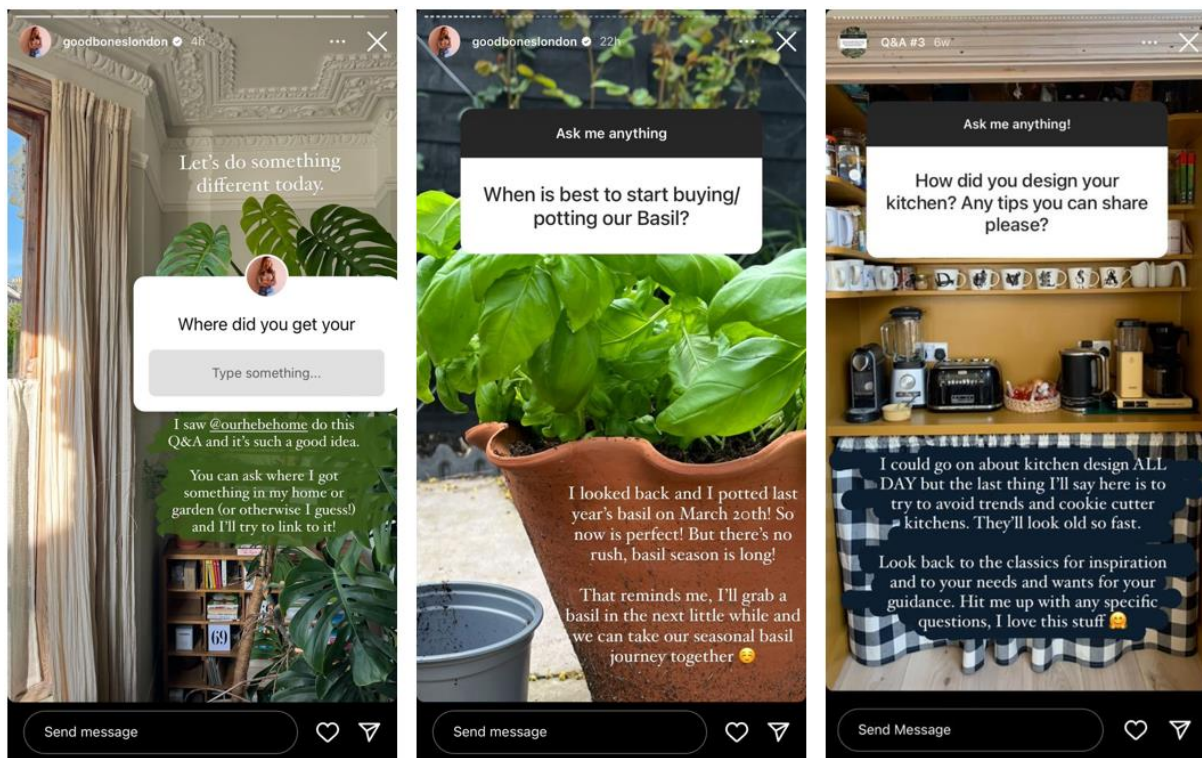 goodboneslondon 4h
Let's do something
different today.
Where did you get your
Type something...
I saw @ourhebehome do this
Q&A and it's such a good idea.
You can ask where I got
something in my home or
garden (or otherwise I guess!)
and I'll try to link to it!
69
Send message
goodboneslondon 22h
Ask me anything
When is best to start buying/
potting our Basil?
I looked back and I potted last
year's basil on March 20th! So
now is perfect! But there's no
rush, basil season is long!
That reminds me, I'll grab a
basil in the next little while and
we can take our seasonal basil
journey together ☺️
Send message
Q&A #3 6w
Ask me anything!
How did you design your
kitchen? Any tips you can share
please?
I could go on about kitchen design ALL
DAY but the last thing I'll say here is to
try to avoid trends and cookie cutter
kitchens. They'll look old so fast.
Look back to the classics for inspiration
and to your needs and wants for your
guidance. Hit me up with any specific
questions, I love this stuff 🤗
Send Message